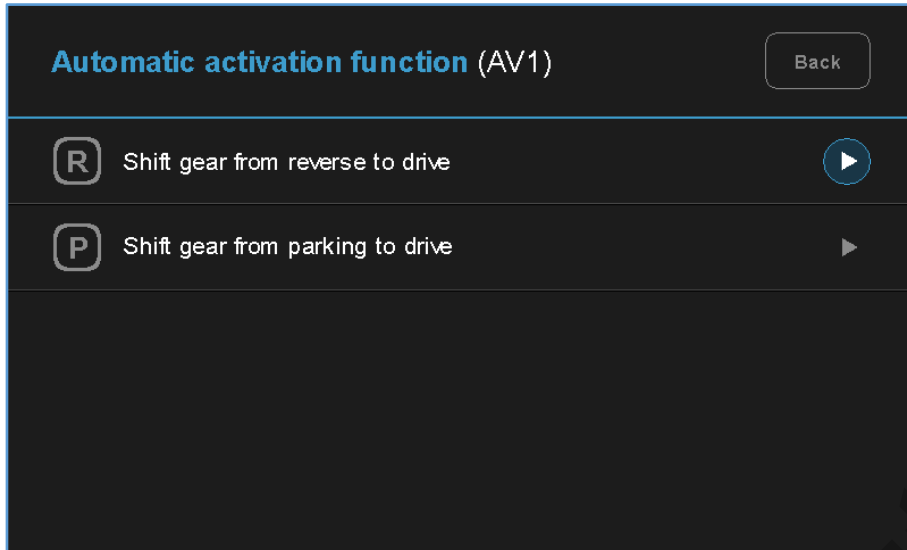 Automatic activation function (AV1)
Back
R Shift gear from reverse to drive
P Shift gear from parking to drive